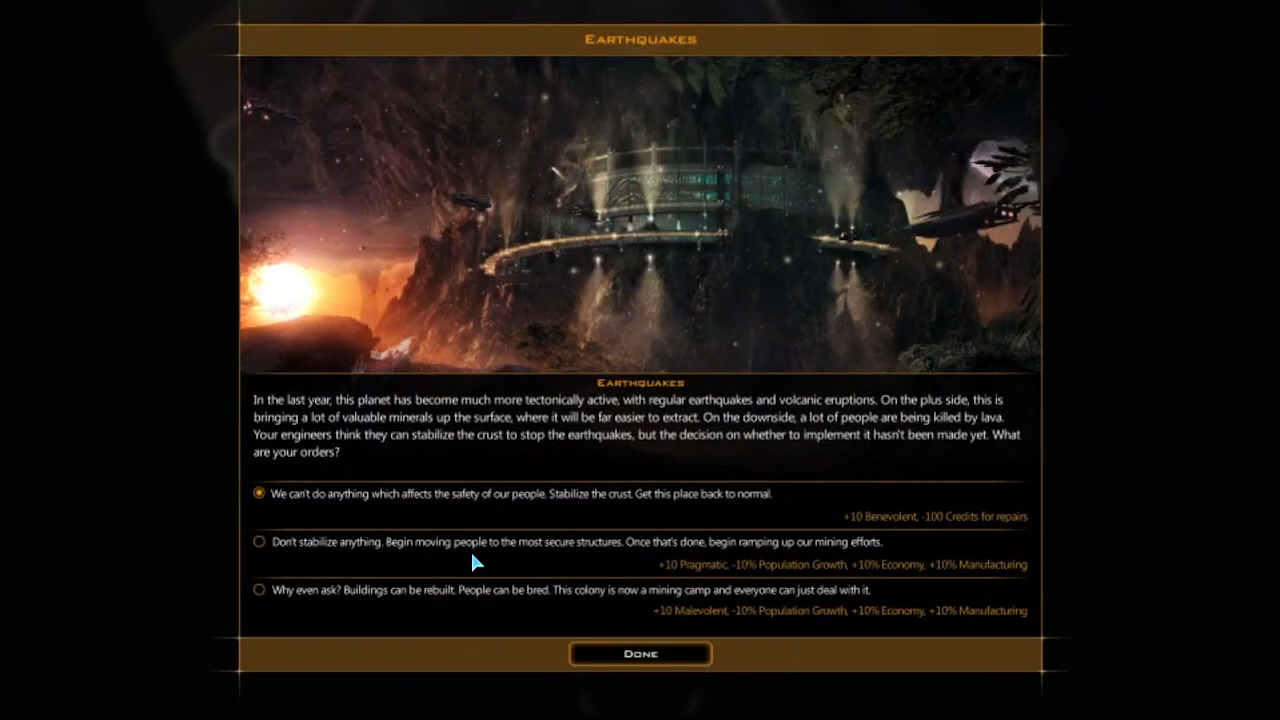 Earthquakes
Earthquakes
In the last year, this planet has become much more tectonically active, with regular earthquakes and volcanic eruptions. On the plus side, this is
bringing a lot of valuable minerals up the surface, where it will be far easier to extract. On the downside, a lot of people are being killed by lava.
Your engineers think they can stabilize the crust to stop the earthquakes, but the decision on whether to implement it hasn't been made yet. What
are your orders?
We can't do anything which affects the safety of our people. Stabilize the crust. Get this place back to normal.
+10 Benevolent, -100 Credits for repairs
Don't stabilize anything. Begin moving people to the most secure structures. Once that's done, begin ramping up our mining efforts.
+10 Pragmatic, -10% Population Growth, +10% Economy, +10% Manufacturing
Why even ask? Buildings can be rebuilt. People can be bred. This colony is now a mining camp and everyone can just deal with it.
+10 Malevolent, -10% Population Growth, +10% Economy, +10% Manufacturing
Done